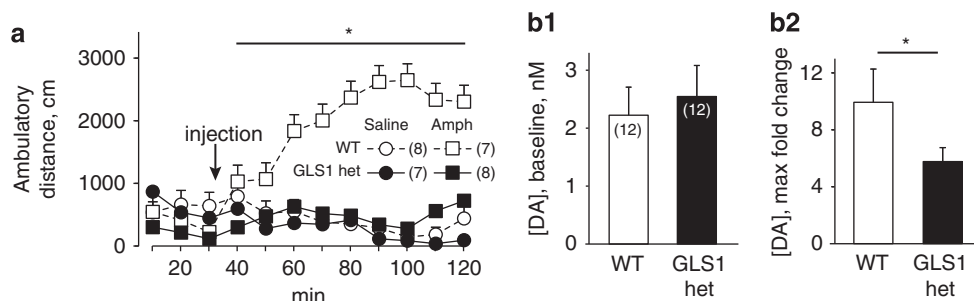 a
Ambulatory
distance, cm
3000
2000
1000
0
*
injection
Saline Amph
WT (8) (7)
GLS1 het (7) (8)
20 40 60 80 100 120
min
b1
[DA], baseline, nM
3
2
1
0
(12) (12)
WT GLS1
het
b2
[DA], max fold change
12
8
4
0
*
WT GLS1
het